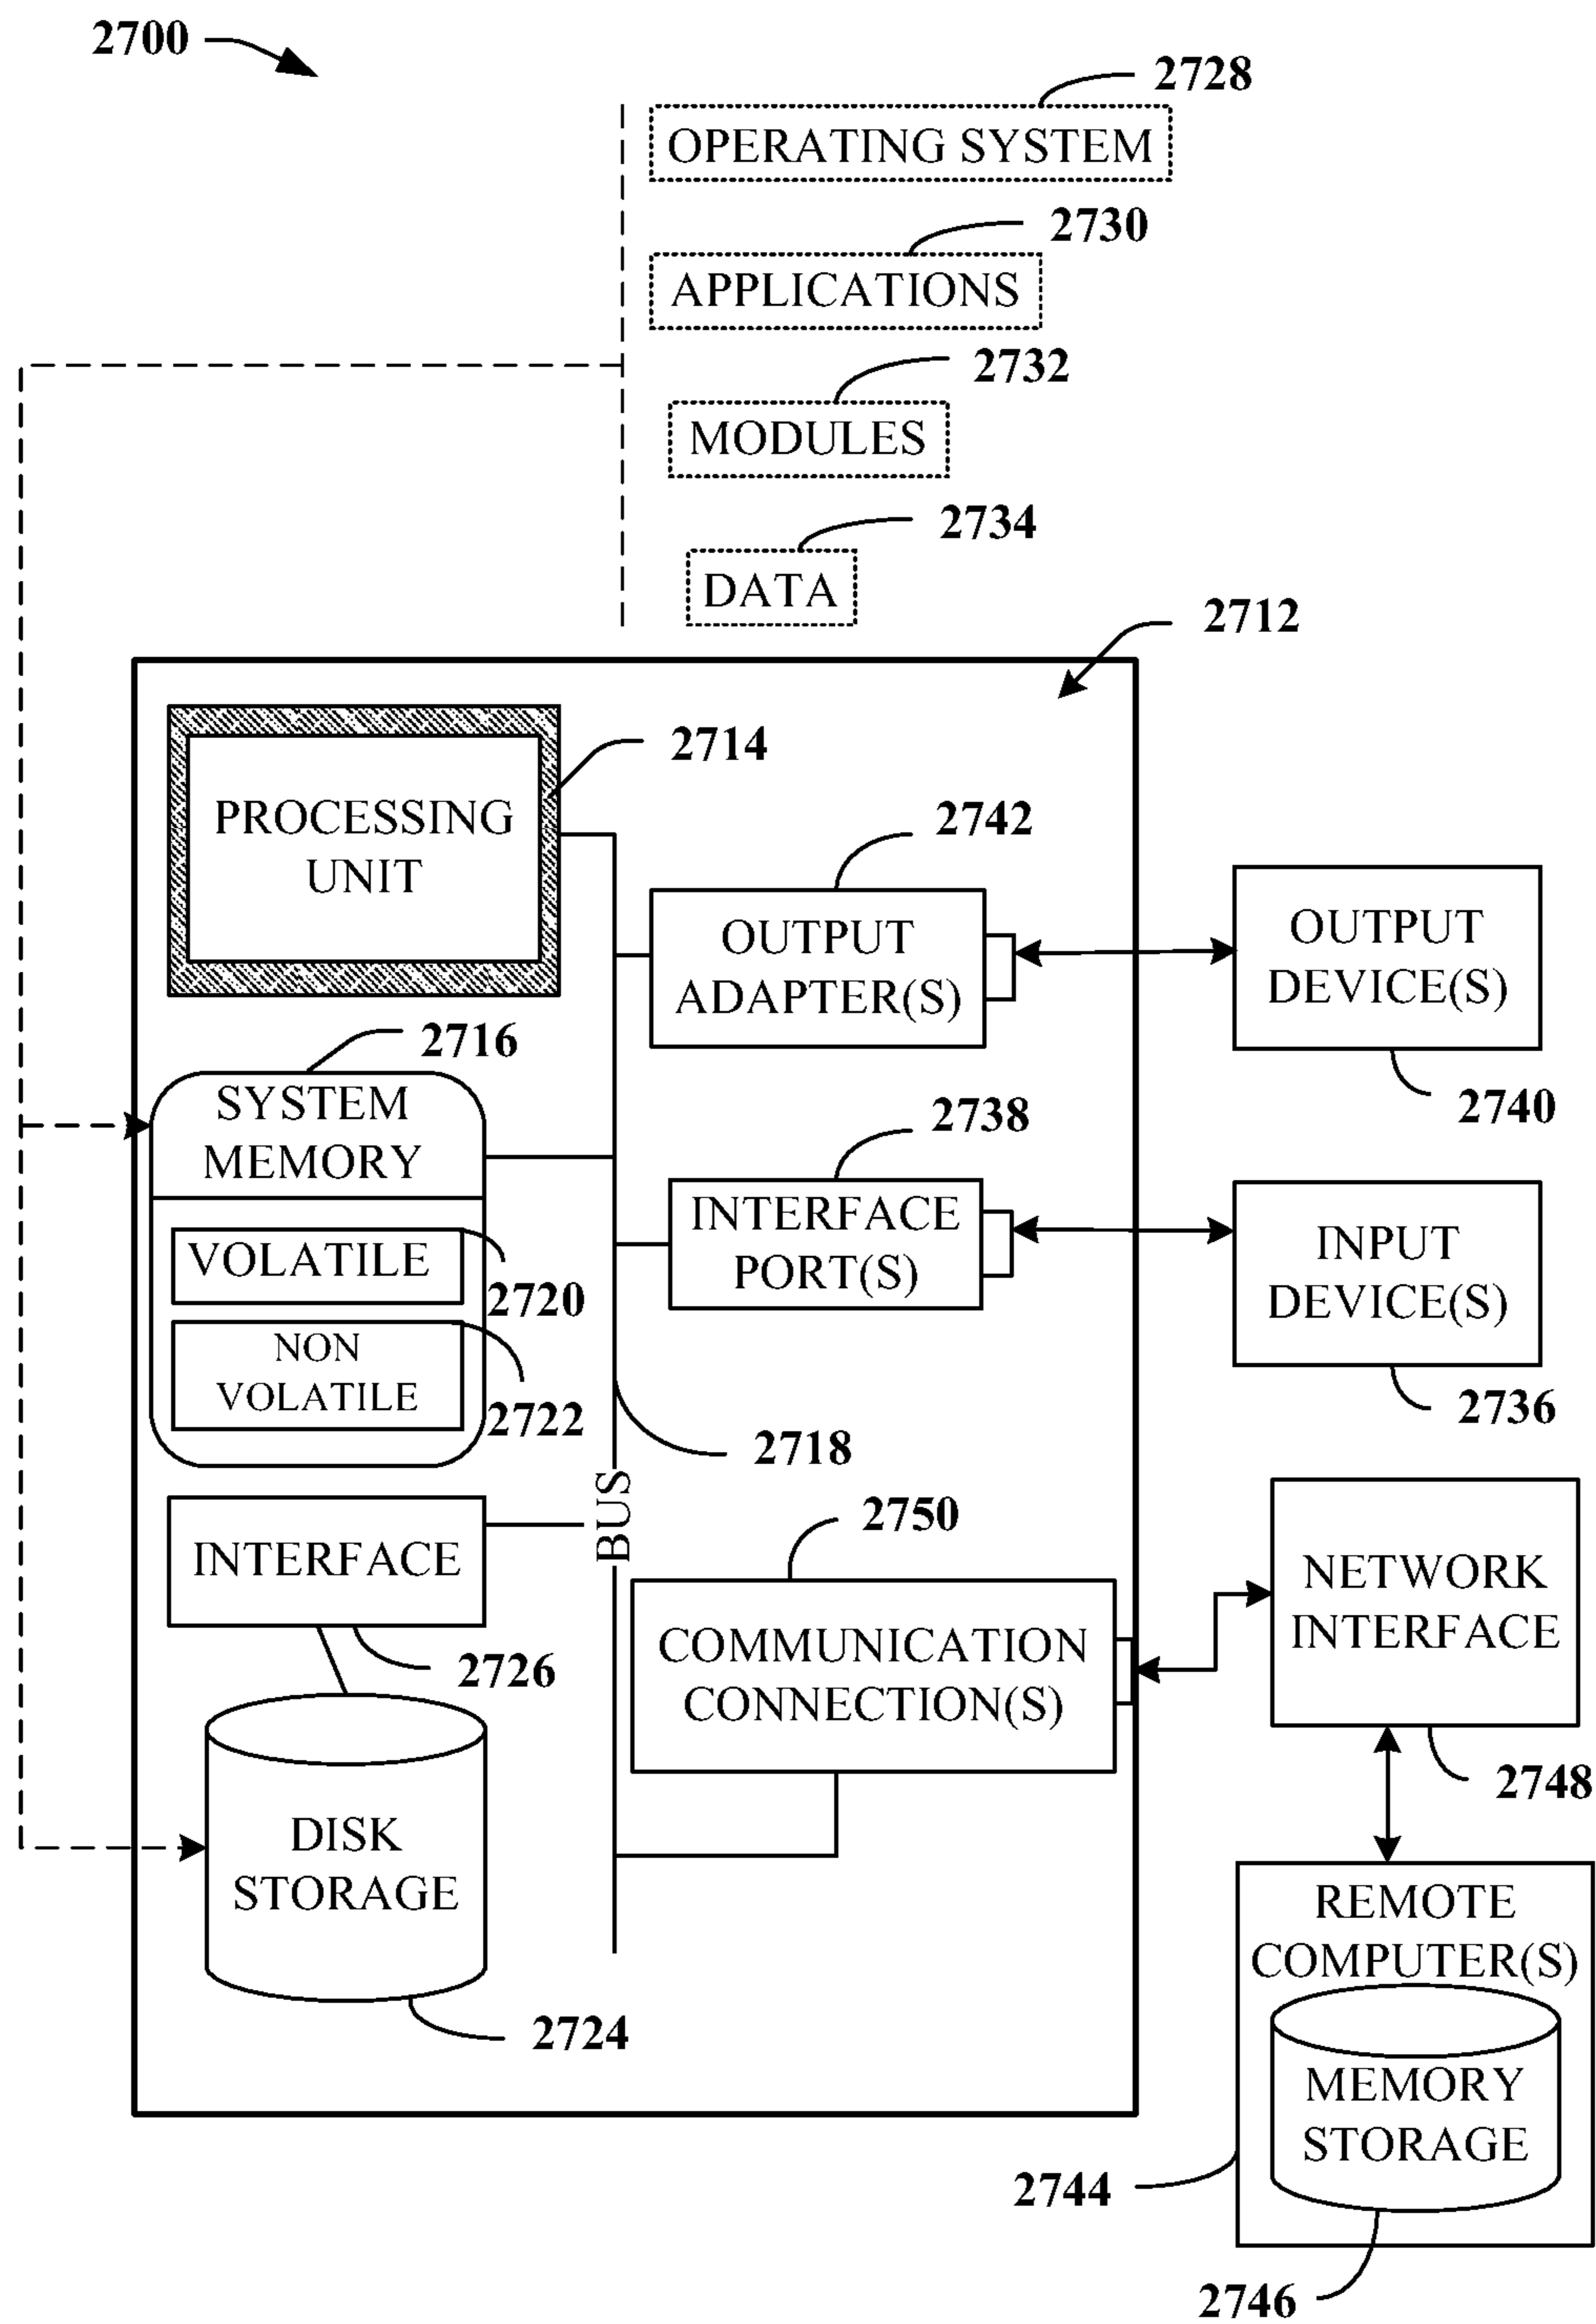 2700
2728
OPERATING SYSTEM
2730
APPLICATIONS
2732
MODULES
2734
DATA
2712
2714
PROCESSING
UNIT
2742
OUTPUT
ADAPTER(S)
OUTPUT
DEVICE(S)
2740
2716
SYSTEM
MEMORY
VOLATILE
2720
NON
VOLATILE
2722
2738
INTERFACE
PORT(S)
INPUT
DEVICE(S)
2736
2718
BUS
INTERFACE
2726
2750
COMMUNICATION
CONNECTION(S)
NETWORK
INTERFACE
2748
DISK
STORAGE
2724
REMOTE
COMPUTER(S)
MEMORY
STORAGE
2744
2746